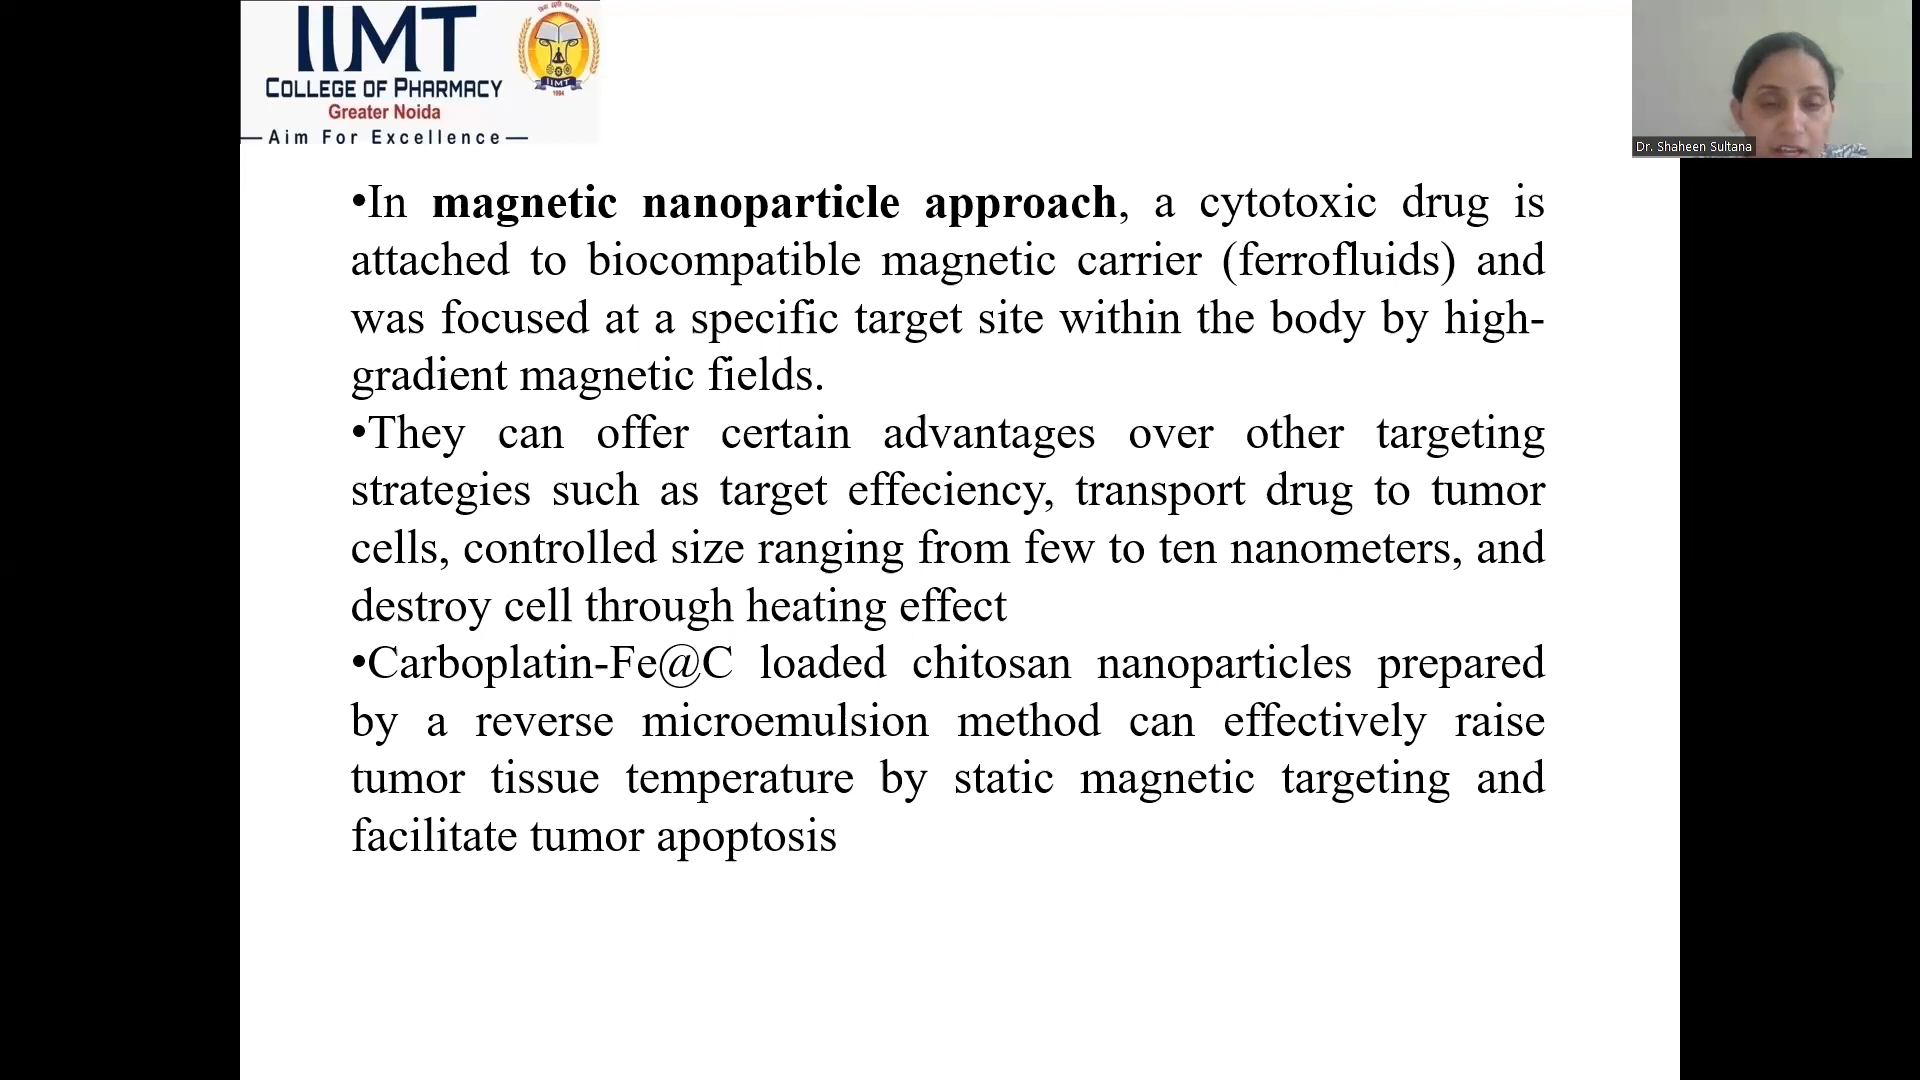 IIMT
COLLEGE OF PHARMACY
Greater Noida
Aim For Excellence
IIMT
Dr. Shaheen Sultana
•In magnetic nanoparticle approach, a cytotoxic drug is
attached to biocompatible magnetic carrier (ferrofluids) and
was focused at a specific target site within the body by high-
gradient magnetic fields.
•They can offer certain advantages over other targeting
strategies such as target effeciency, transport drug to tumor
cells, controlled size ranging from few to ten nanometers, and
destroy cell through heating effect
•Carboplatin-Fe@C loaded chitosan nanoparticles prepared
by a reverse microemulsion method can effectively raise
tumor tissue temperature by static magnetic targeting and
facilitate tumor apoptosis